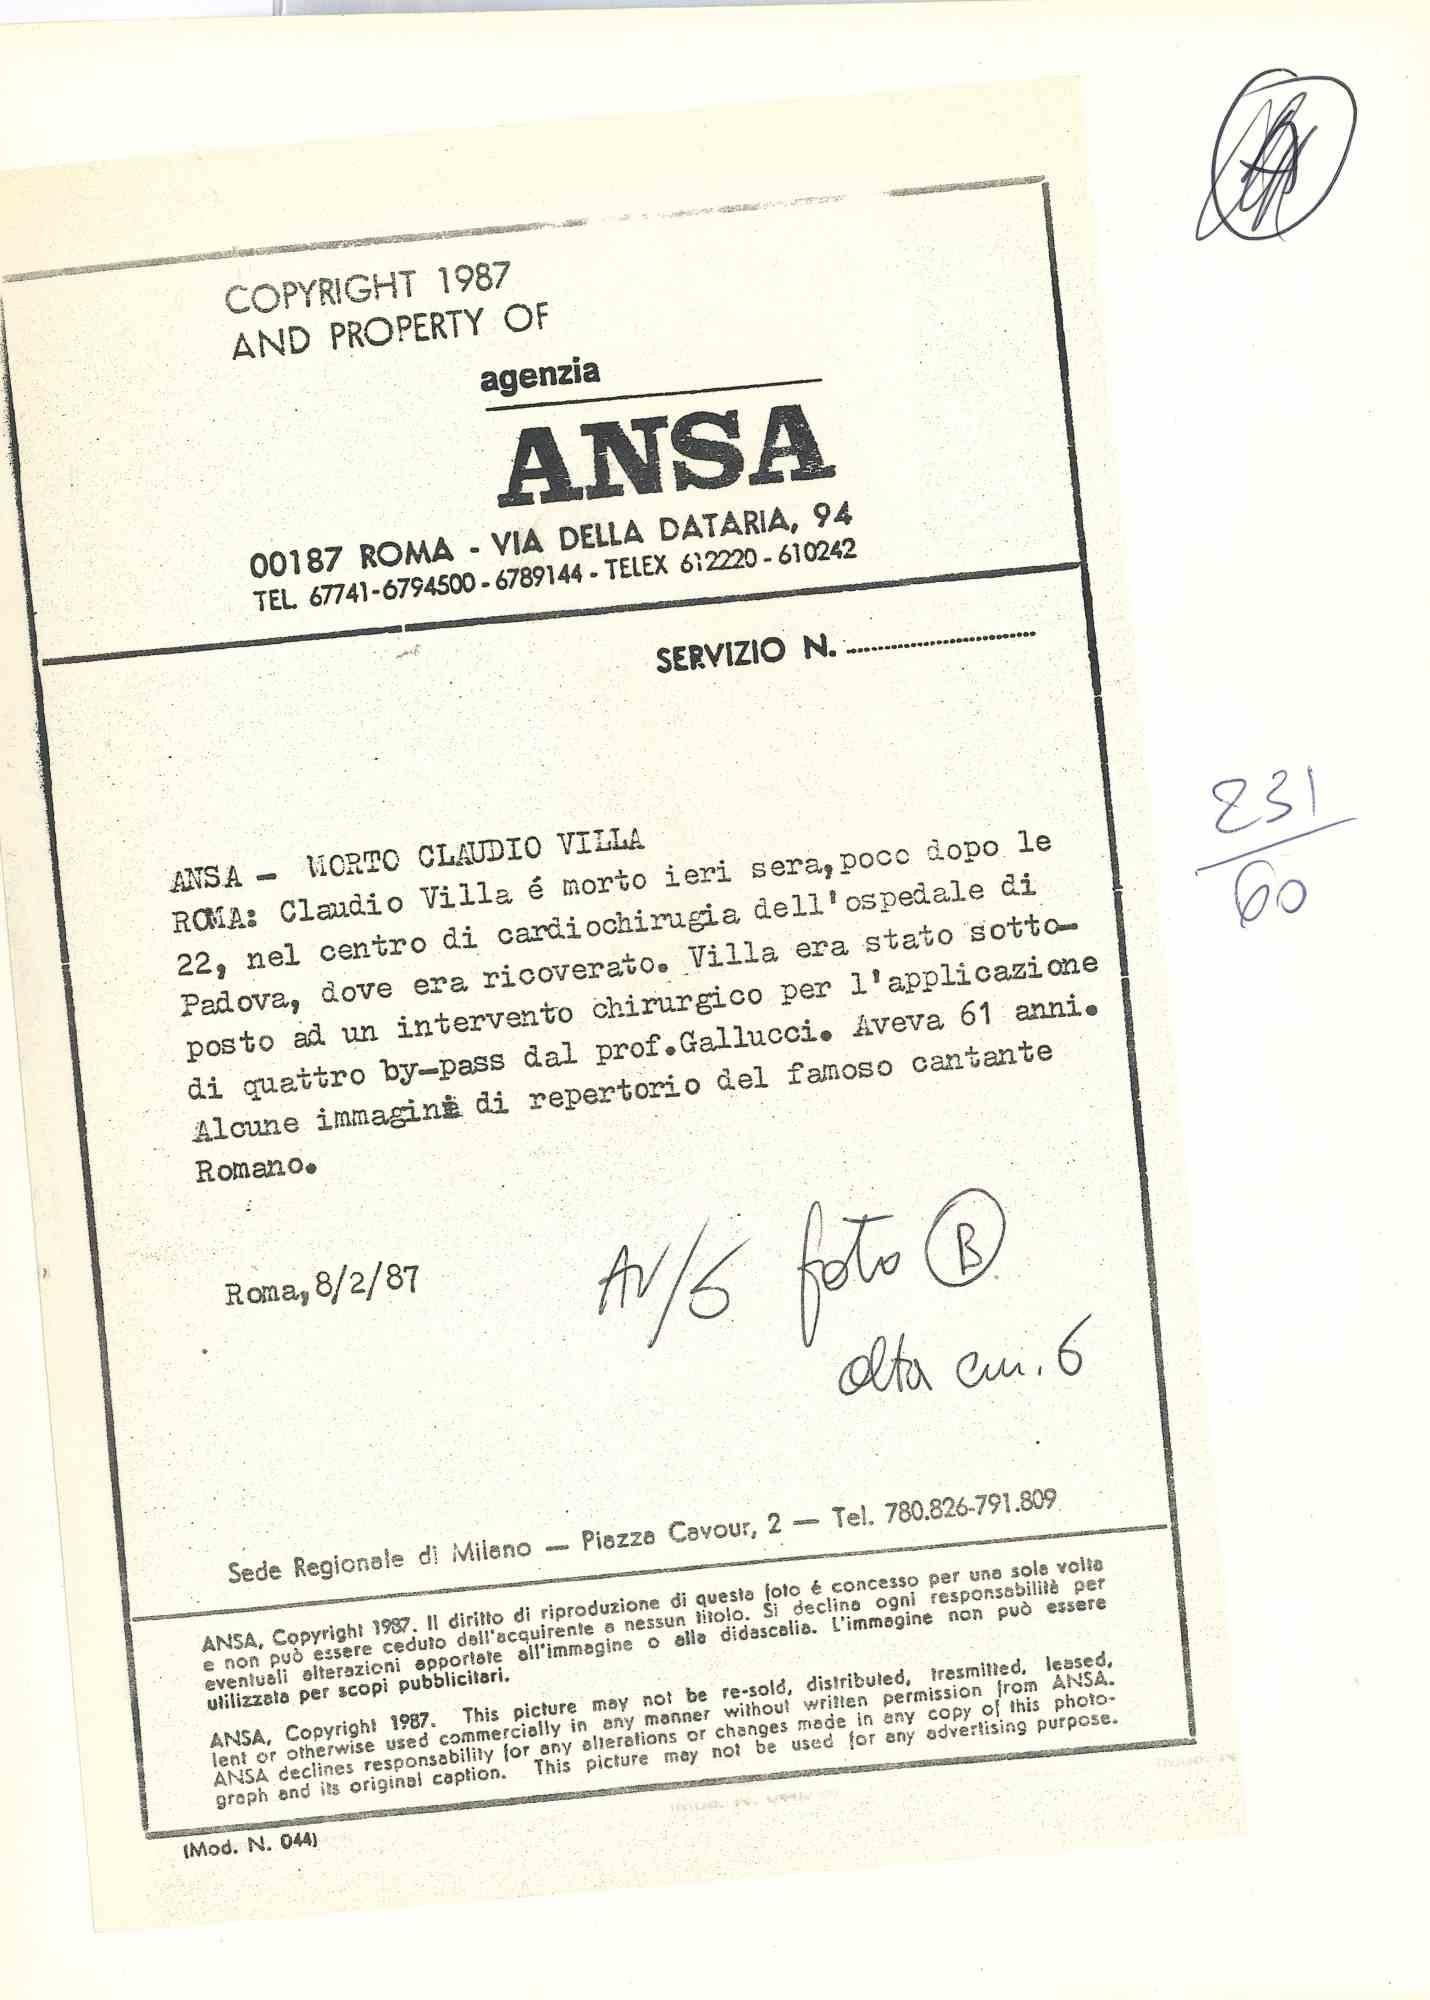 COPYRIGHT 1987
AND PROPERTY OF
agenzia
ANSA
00187 ROMA - VIA DELLA DATARIA, 94
TEL. 67741-6794500-6789144 - TELEX 612220-610242
SERVIZIO N. ..............................
231
60
ANSA – MORTO CLAUDIO VILLA
ROMA: Claudio Villa é morto ieri sera,poco dopo le
22, nel centro di cardiochirugia dell'ospedale di
Padova, dove era ricoverato. Villa era stato sotto–
posto ad un intervento chirurgico per l'applicazione
di quattro by–pass dal prof.Gallucci. Aveva 61 anni.
Alcune immagini di repertorio del famoso cantante
Romano.
Roma,8/2/87
AV/5 foto B
alta cm. 6
Sede Regionale di Milano — Piazza Cavour, 2 — Tel. 780.826-791.809
ANSA, Copyright 1987. Il diritto di riproduzione di questa foto é concesso per una sola volta
e non può essere ceduto dall'acquirente a nessun titolo. Si declina ogni responsabilità per
eventuali alterazioni apportate all'immagine o alla didascalia. L'immagine non può essere
utilizzata per scopi pubblicitari.
ANSA, Copyright 1987. This picture may not be re-sold, distributed, trasmitted, leased,
lent or otherwise used commercially in any manner without written permission from ANSA.
ANSA declines responsability for any alterations or changes made in any copy of this photo-
graph and its original caption. This picture may not be used for any advertising purpose.
(Mod. N. 044)